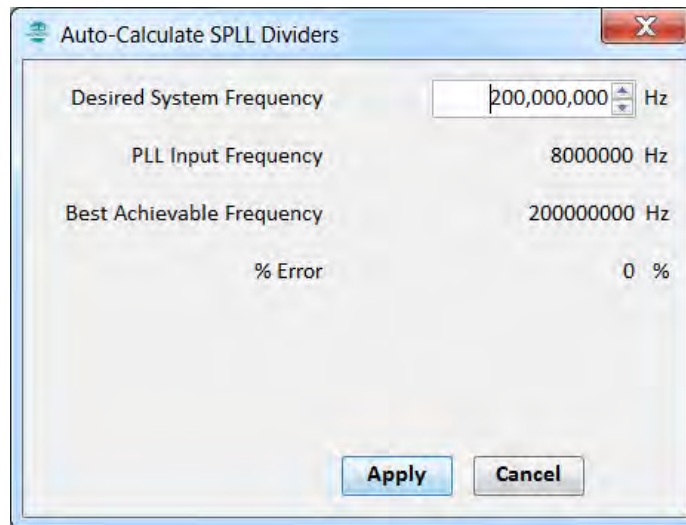 Auto-Calculate SPLL Dividers
Desired System Frequency 200,000,000 Hz
PLL Input Frequency 8000000 Hz
Best Achievable Frequency 200000000 Hz
% Error 0 %
Apply Cancel